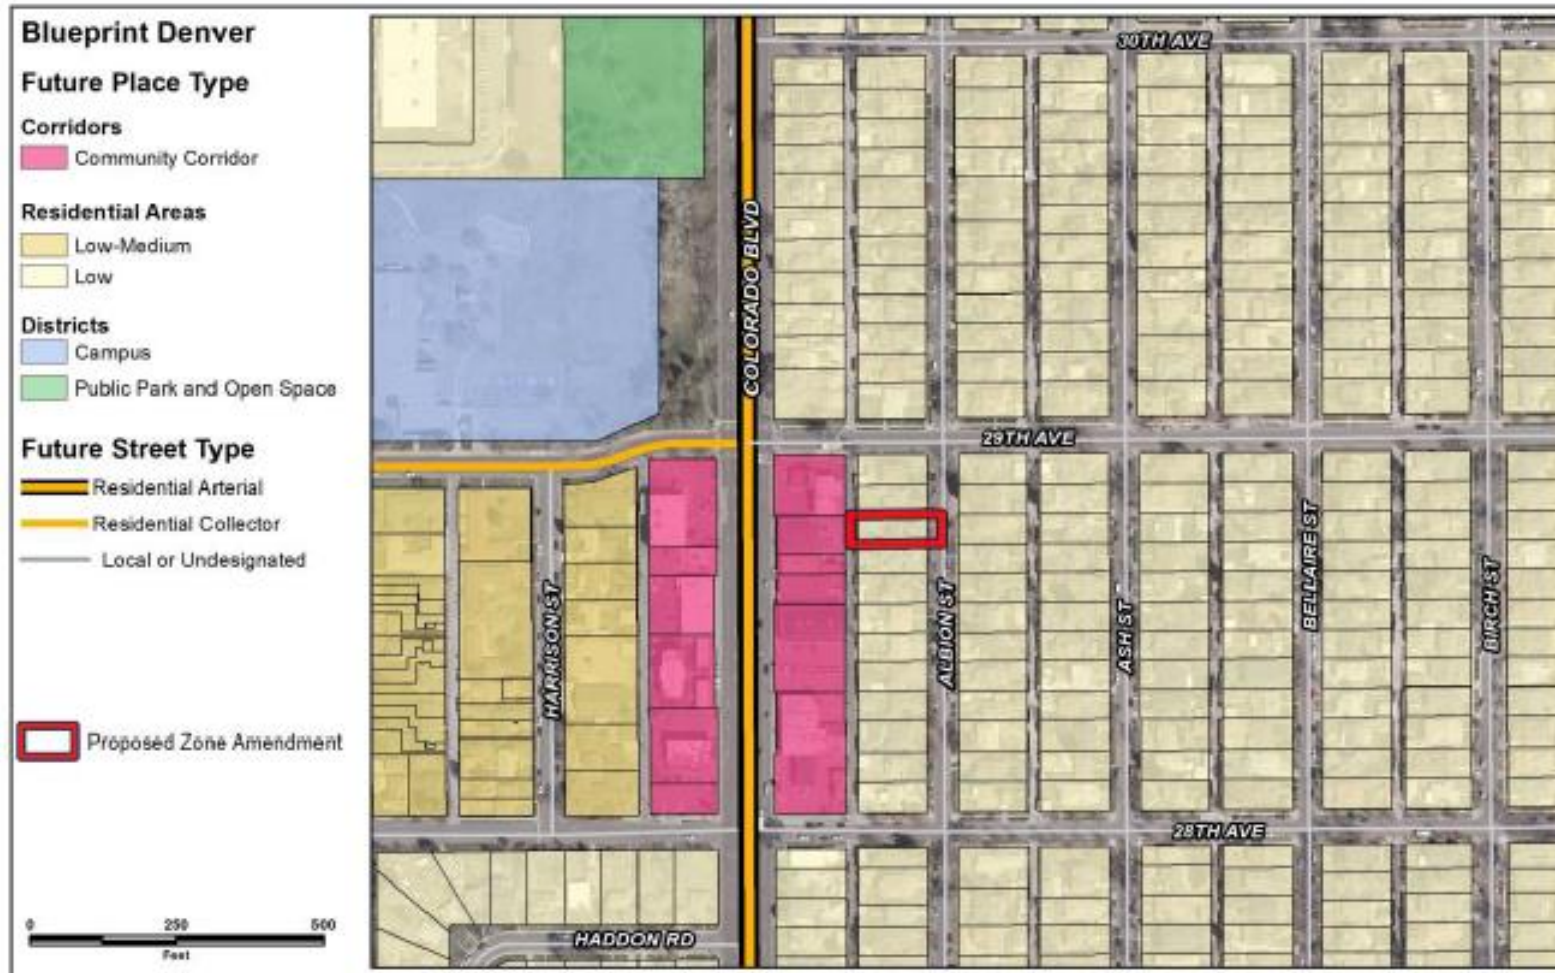 Blueprint Denver
Future Place Type
Corridors
Community Corridor
Residential Areas
Low-Medium
Low
Districts
Campus
Public Park and Open Space
Future Street Type
Residential Arterial
Residential Collector
Local or Undesignated
Proposed Zone Amendment
0 250 500
Feet
30TH AVE
COLORADO BLVD
29TH AVE
HARRISON ST
ALBION ST
ASH ST
BELLAIRE ST
BIRCH ST
28TH AVE
HADDON RD